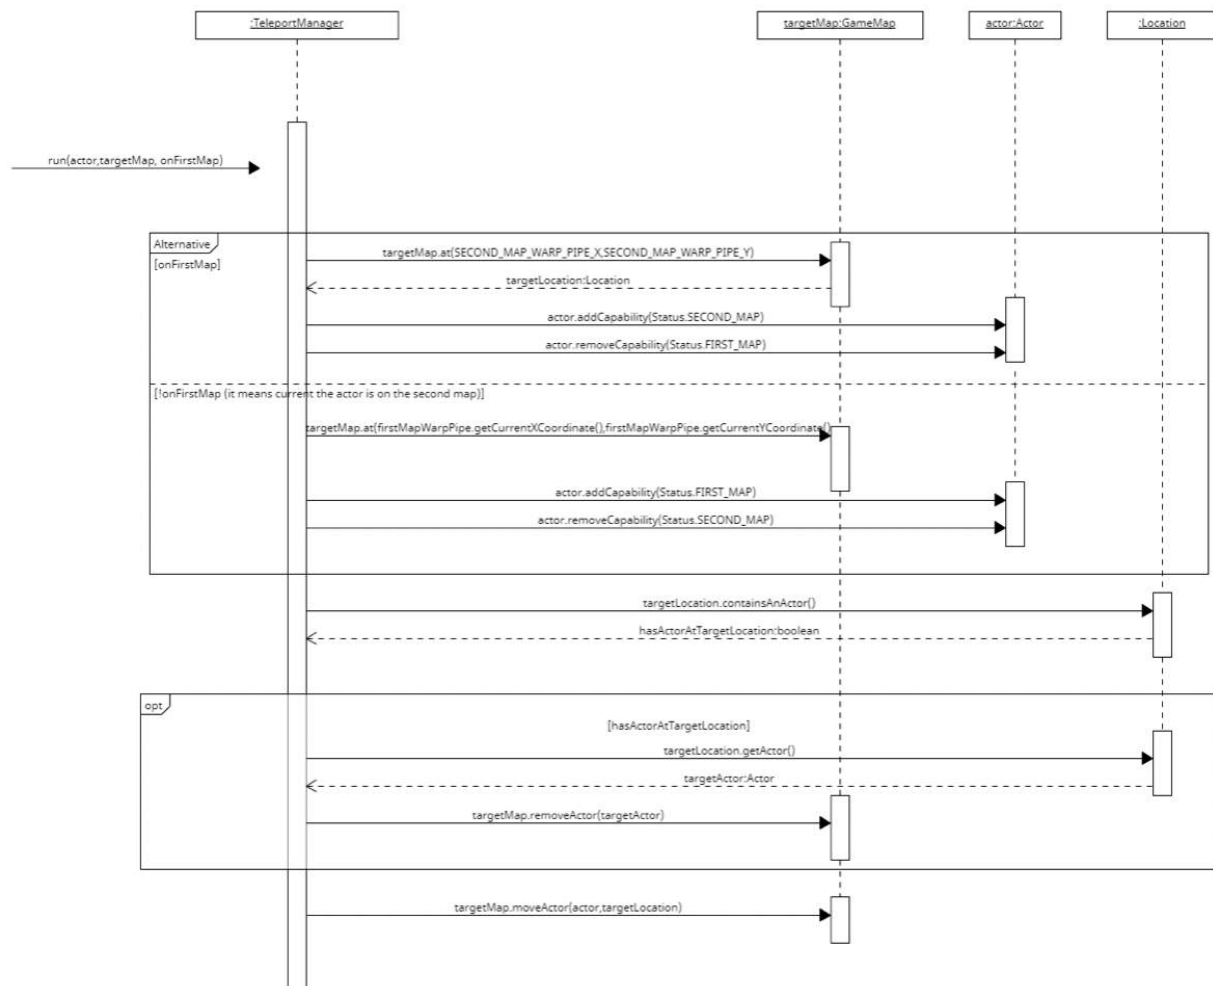 :TeleportManager
targetMap:GameMap
actor:Actor
:Location
run(actor,targetMap, onFirstMap)
Alternative
[onFirstMap]
targetMap.at(SECOND_MAP_WARP_PIPE_X,SECOND_MAP_WARP_PIPE_Y)
targetLocation:Location
actor.addCapability(Status.SECOND_MAP)
actor.removeCapability(Status.FIRST_MAP)
[!onFirstMap (it means current the actor is on the second map)]
targetMap.at(firstMapWarpPipe.getCurrentXCoordinate(),firstMapWarpPipe.getCurrentYCoordinate()
actor.addCapability(Status.FIRST_MAP)
actor.removeCapability(Status.SECOND_MAP)
targetLocation.containsAnActor()
hasActorAtTargetLocation:boolean
opt
[hasActorAtTargetLocation]
targetLocation.getActor()
targetActor:Actor
targetMap.removeActor(targetActor)
targetMap.moveActor(actor,targetLocation)